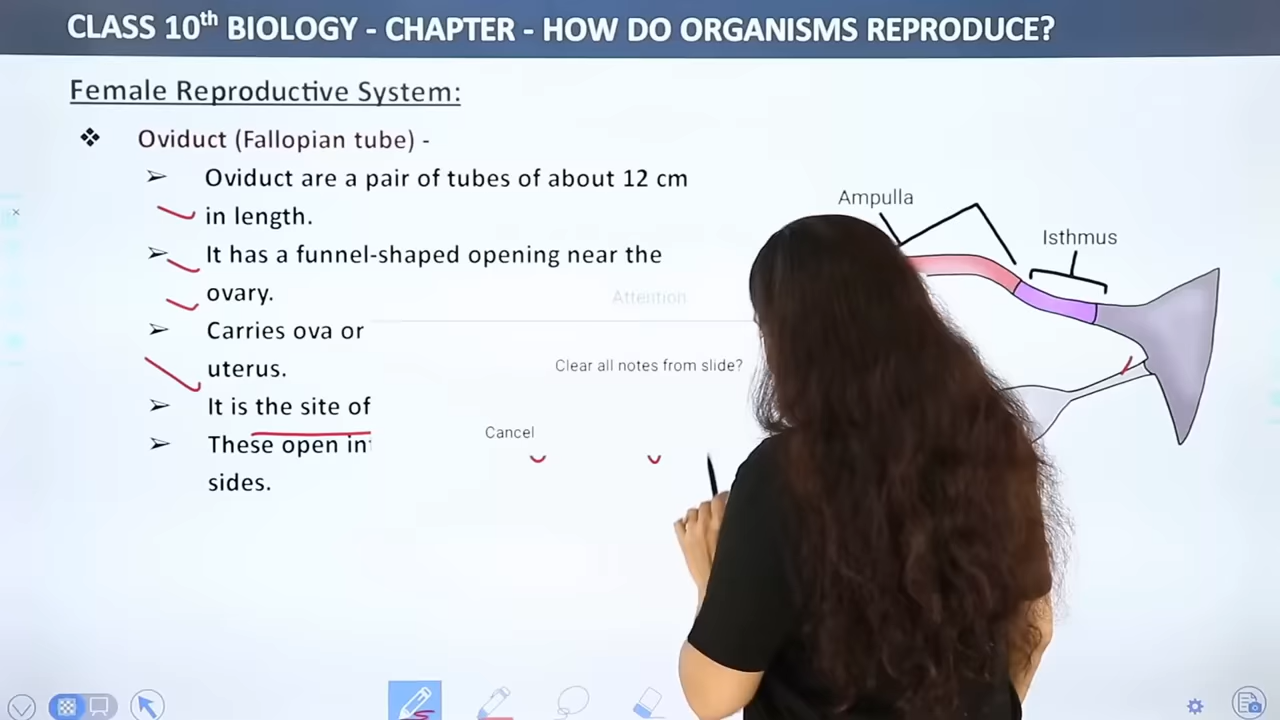 CLASS 10th BIOLOGY - CHAPTER - HOW DO ORGANISMS REPRODUCE?
Female Reproductive System:
❖ Oviduct (Fallopian tube) -
➢ Oviduct are a pair of tubes of about 12 cm
in length.
➢ It has a funnel-shaped opening near the
ovary.
➢ Carries ova or
uterus.
➢ It is the site of
➢ These open in
sides.
Ampulla
Isthmus
Attention
Clear all notes from slide?
Cancel